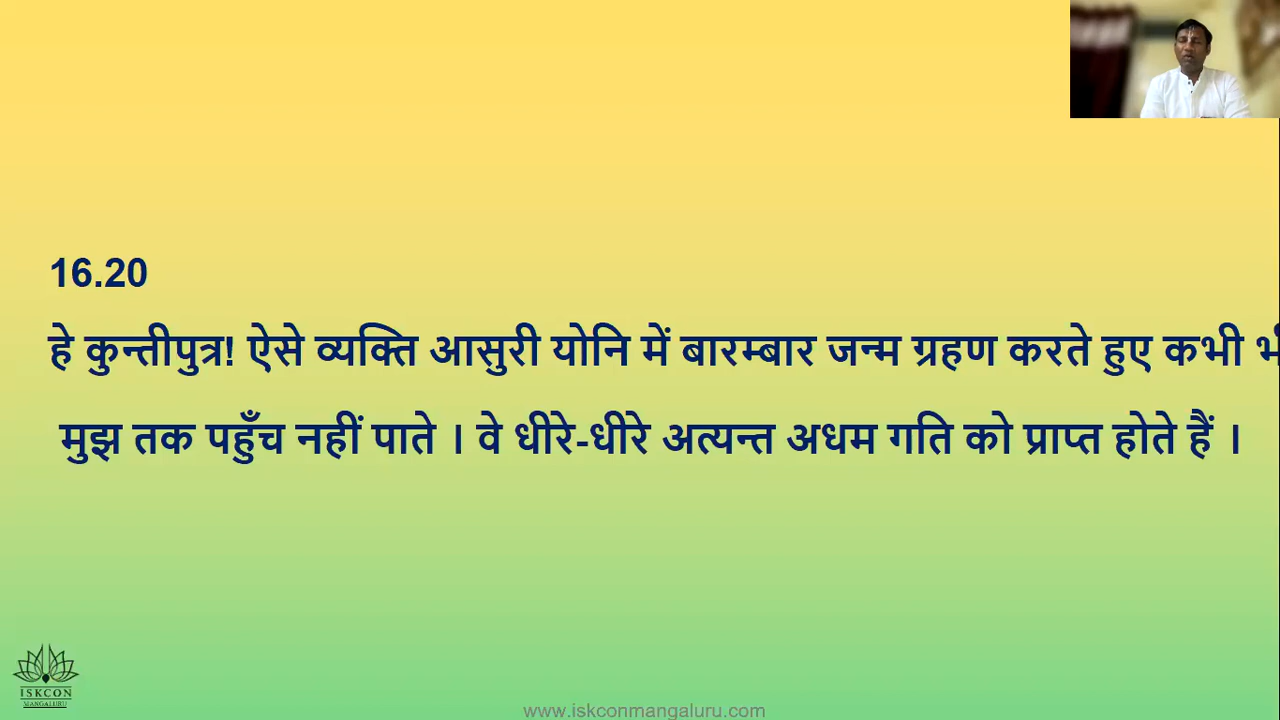 16.20
हे कुन्तीपुत्र! ऐसे व्यक्ति आसुरी योनि में बारम्बार जन्म ग्रहण करते हुए कभी
मुझ तक पहुँच नहीं पाते । वे धीरे-धीरे अत्यन्त अधम गति को प्राप्त होते हैं ।
ISKCON
MANGALURU
www.iskconmangaluru.com